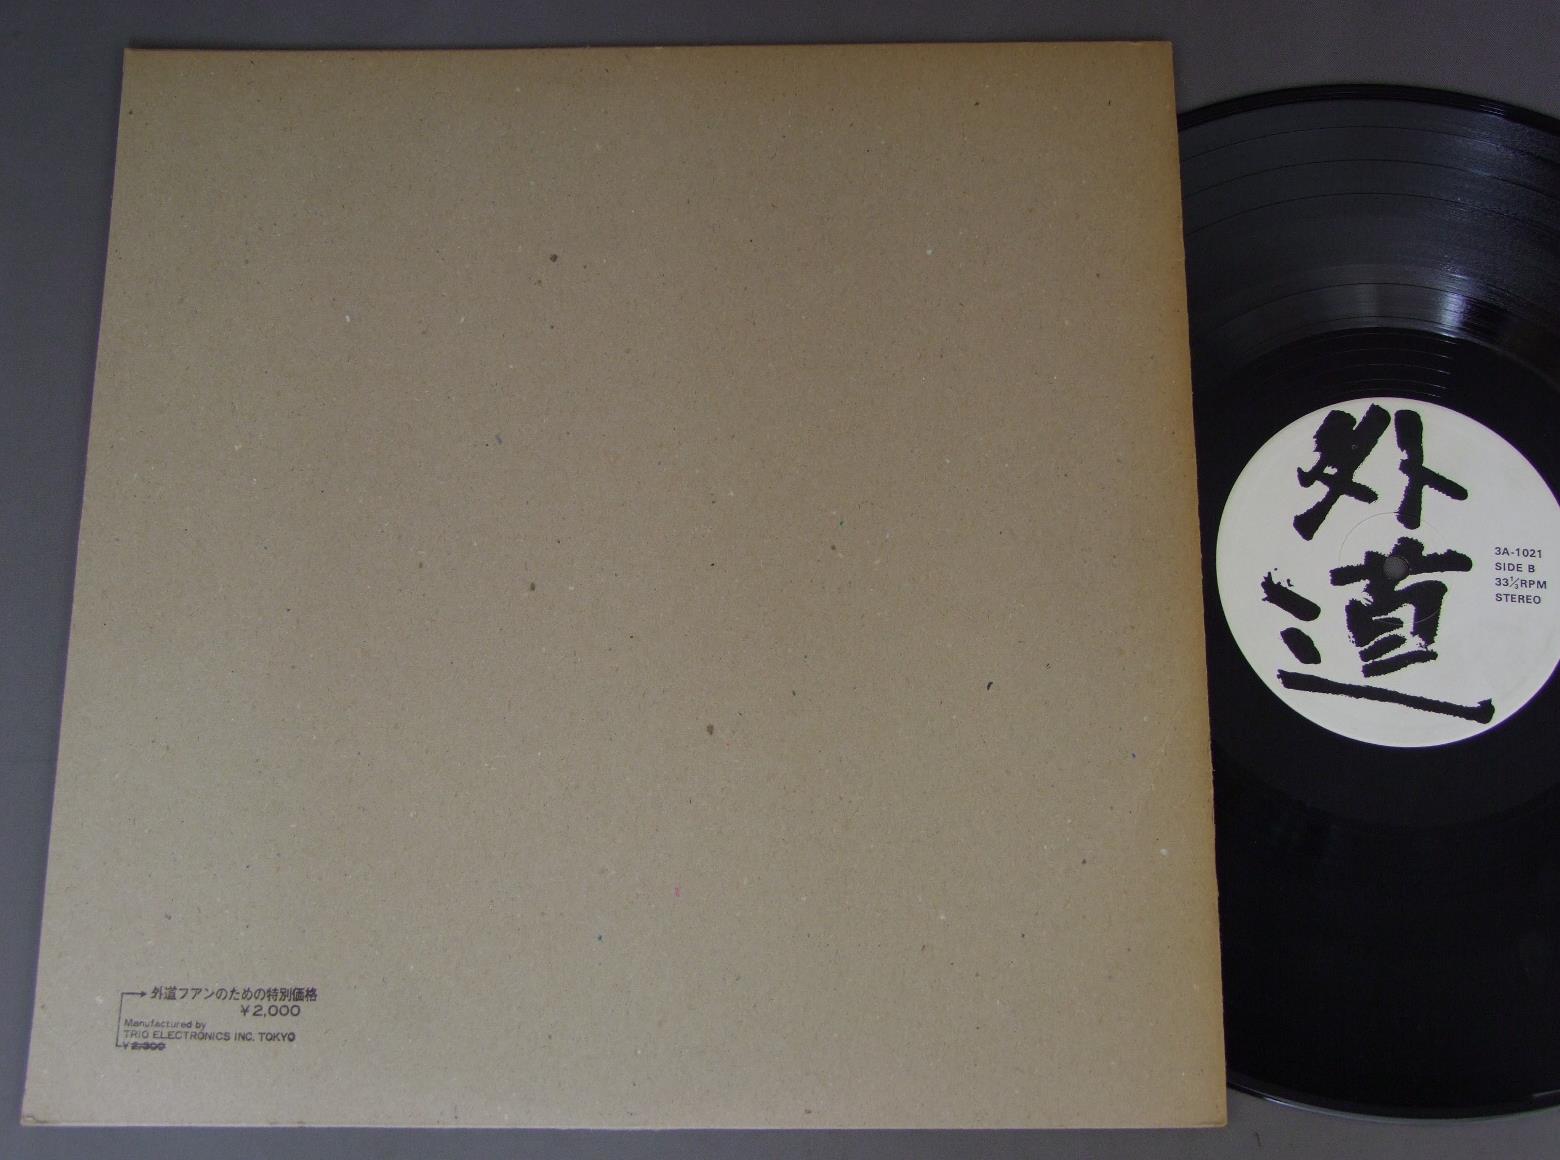 外道フアンのための特別価格
¥2,000
Manufactured by
TRIO ELECTRONICS INC. TOKYO
¥2,300
外
道
3A-1021
SIDE B
33⅓RPM
STEREO